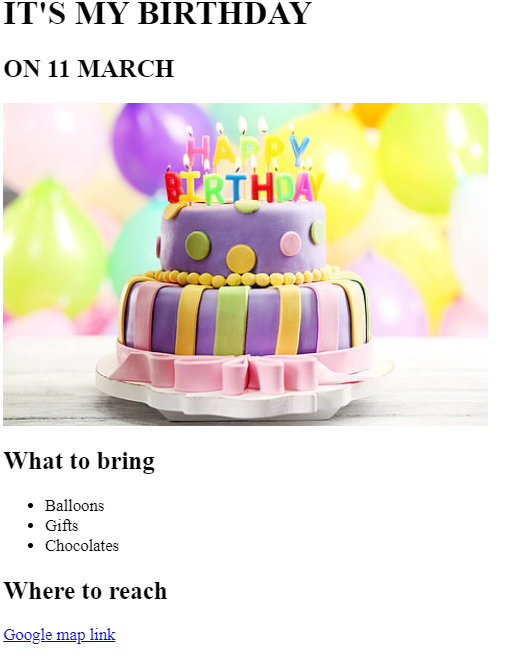 IT'S MY BIRTHDAY
ON 11 MARCH
HAPPY
BIRTHDAY
What to bring
Balloons
Gifts
Chocolates
Where to reach
Google map link